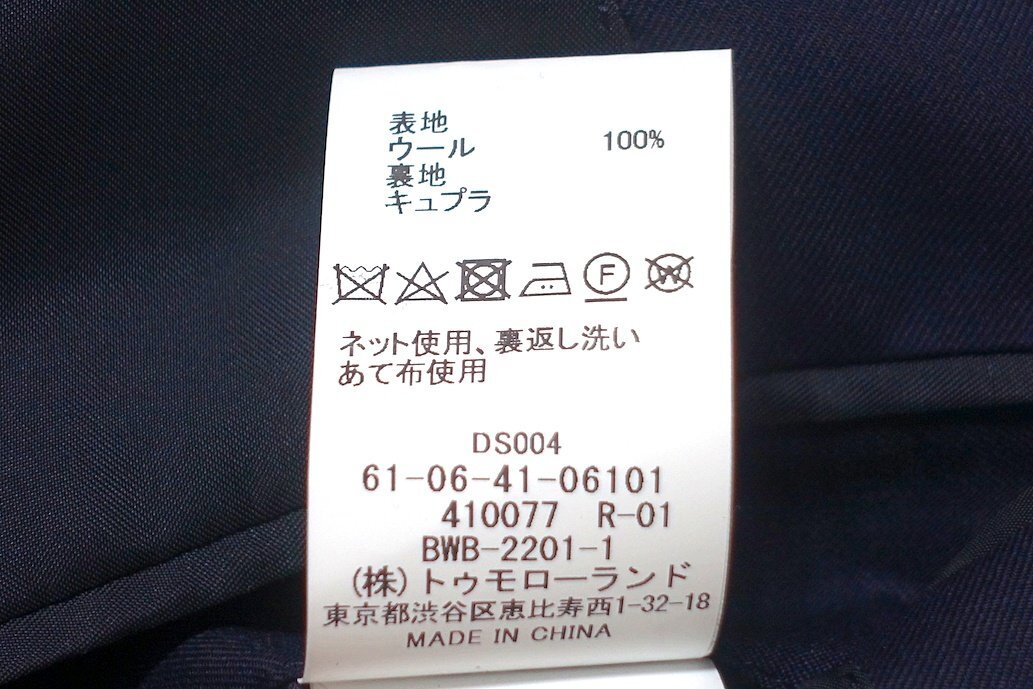 表地
ウール 100%
裏地
キュプラ
F
W
ネット使用、裏返し洗い
あて布使用
DS004
61-06-41-06101
410077 R-01
BWB-2201-1
(株)トゥモローランド
東京都渋谷区恵比寿西1-32-18
MADE IN CHINA